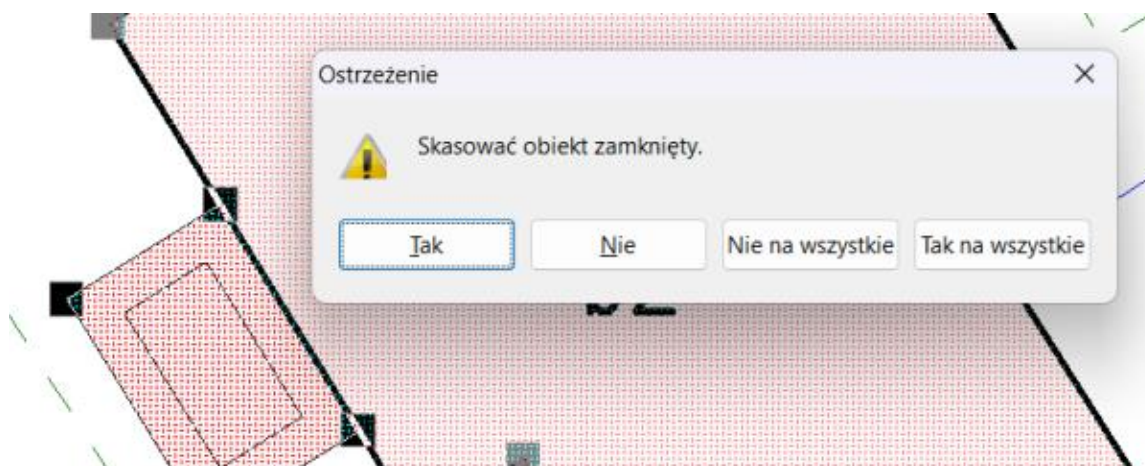 Ostrzeżenie
Skasować obiekt zamknięty.
Tak
Nie
Nie na wszystkie
Tak na wszystkie